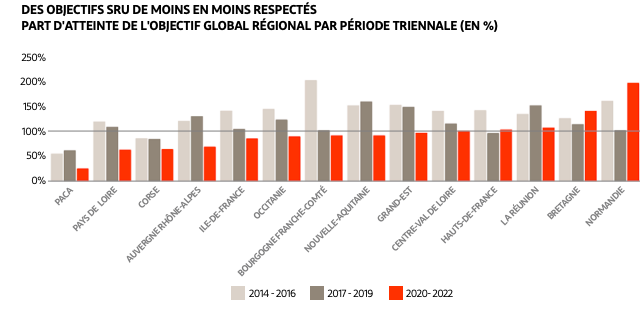 DES OBJECTIFS SRU DE MOINS EN MOINS RESPECTÉS
PART D'ATTEINTE DE L'OBJECTIF GLOBAL RÉGIONAL PAR PÉRIODE TRIENNALE (EN %)
250%
200%
150%
100%
50%
0%
PACA
PAYS DE LOIRE
CORSE
AUVERGNE RHÔNE-ALPES
ILE-DE-FRANCE
OCCITANIE
BOURGOGNE FRANCHE-COMTÉ
NOUVELLE-AQUITAINE
GRAND-EST
CENTRE-VAL DE LOIRE
HAUTS-DE-FRANCE
LA RÉUNION
BRETAGNE
NORMANDIE
2014 - 2016
2017 - 2019
2020- 2022